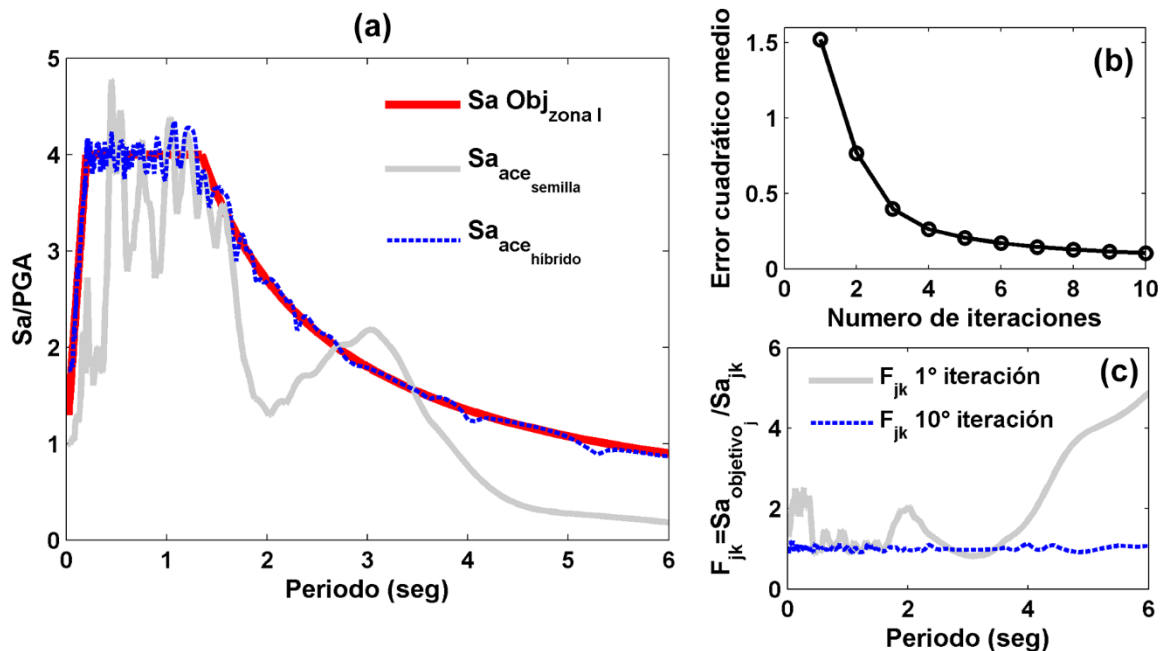 (a)
Sa/PGA
5
4
3
2
1
0
0 1 2 3 4 5 6
Periodo (seg)
Sa Obj zona I
Sa ace semilla
Sa ace híbrido
(b)
Error cuadrático medio
1.5
1
0.5
0
0 2 4 6 8 10
Numero de iteraciones
(c)
F jk =Sa objetivo j /Sa jk
6
4
2
0
0 2 4 6
Periodo (seg)
F jk 1° iteración
F jk 10° iteración